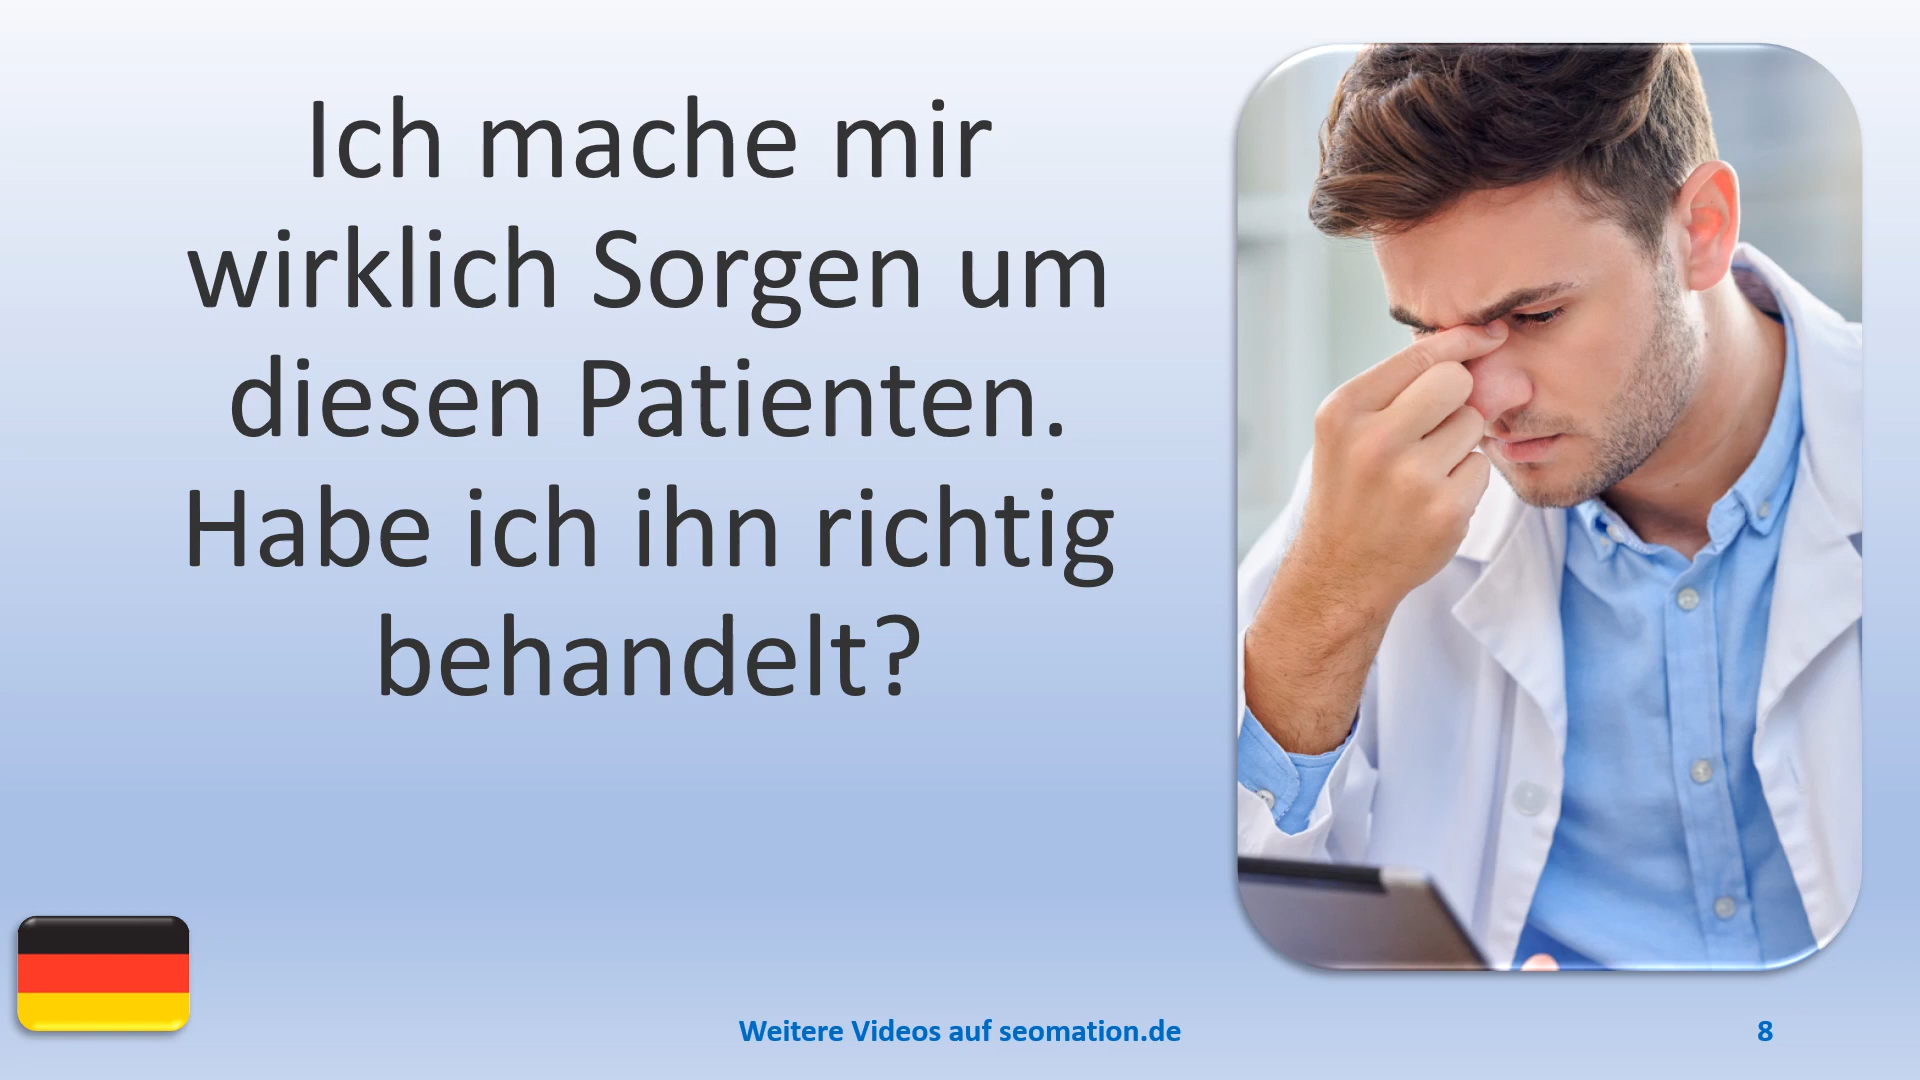 Ich mache mir
wirklich Sorgen um
diesen Patienten.
Habe ich ihn richtig
behandelt?
Weitere Videos auf seomation.de
8